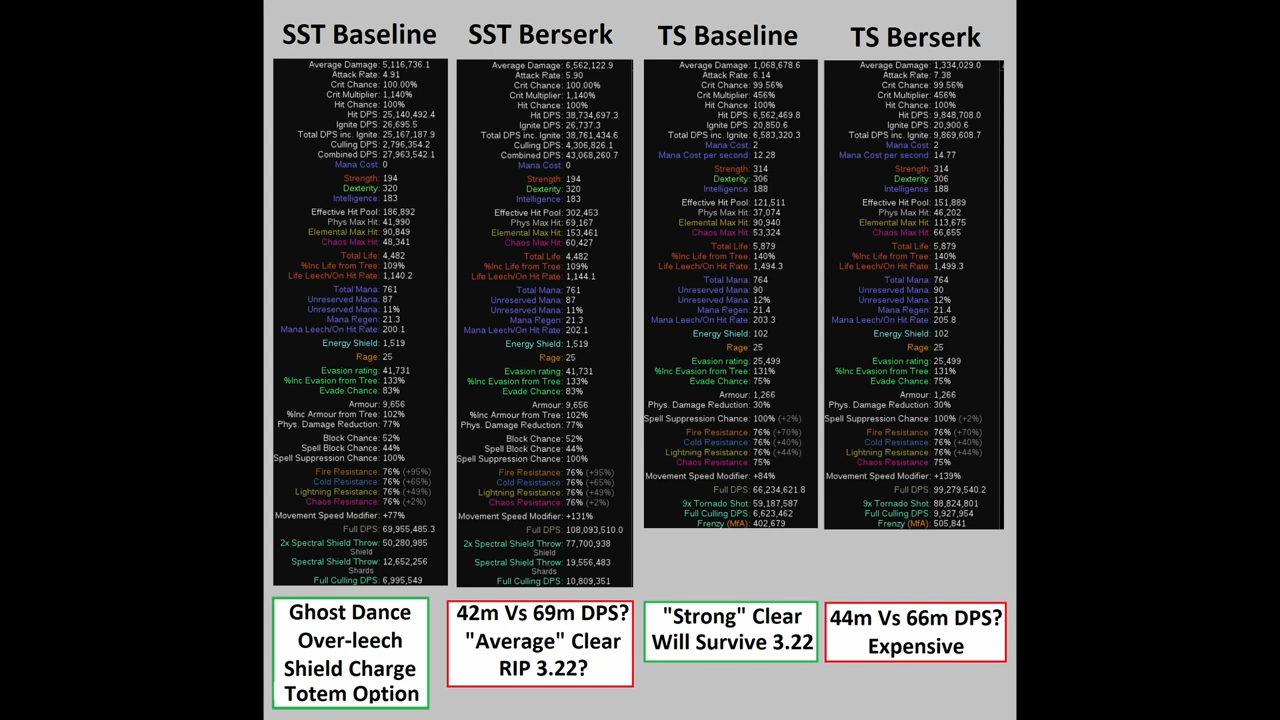 SST Baseline
Average Damage: 5,116,736.1
Attack Rate: 4.91
Crit Chance: 100.00%
Crit Multiplier: 1,140%
Hit Chance: 100%
Hit DPS: 25,140,492.4
Ignite DPS: 26,695.5
Total DPS inc. Ignite: 25,167,187.9
Culling DPS: 2,796,354.2
Combined DPS: 27,963,542.1
Mana Cost: 0
Strength: 194
Dexterity: 320
Intelligence: 183
Effective Hit Pool: 186,892
Phys Max Hit: 41,990
Elemental Max Hit: 90,849
Chaos Max Hit: 48,341
Total Life: 4,482
%Inc Life from Tree: 109%
Life Leech/On Hit Rate: 1,140.2
Total Mana: 761
Unreserved Mana: 87
Unreserved Mana: 11%
Mana Regen: 21.3
Mana Leech/On Hit Rate: 200.1
Energy Shield: 1,519
Rage: 25
Evasion rating: 41,731
%Inc Evasion from Tree: 133%
Evade Chance: 83%
Armour: 9,656
%Inc Armour from Tree: 102%
Phys. Damage Reduction: 77%
Block Chance: 52%
Spell Block Chance: 44%
Spell Suppression Chance: 100%
Fire Resistance: 76% (+95%)
Cold Resistance: 76% (+65%)
Lightning Resistance: 76% (+49%)
Chaos Resistance: 76% (+2%)
Movement Speed Modifier: +77%
Full DPS: 69,955,485.3
2x Spectral Shield Throw: 50,280,985
Shield
Spectral Shield Throw: 12,652,256
Shards
Full Culling DPS: 6,995,549
Ghost Dance
Over-leech
Shield Charge
Totem Option
SST Berserk
Average Damage: 6,562,122.9
Attack Rate: 5.90
Crit Chance: 100.00%
Crit Multiplier: 1,140%
Hit Chance: 100%
Hit DPS: 38,734,697.3
Ignite DPS: 26,737.3
Total DPS inc. Ignite: 38,761,434.6
Culling DPS: 4,306,826.1
Combined DPS: 43,068,260.7
Mana Cost: 0
Strength: 194
Dexterity: 320
Intelligence: 183
Effective Hit Pool: 302,453
Phys Max Hit: 69,167
Elemental Max Hit: 153,461
Chaos Max Hit: 60,427
Total Life: 4,482
%Inc Life from Tree: 109%
Life Leech/On Hit Rate: 1,144.1
Total Mana: 761
Unreserved Mana: 87
Unreserved Mana: 11%
Mana Regen: 21.3
Mana Leech/On Hit Rate: 202.1
Energy Shield: 1,519
Rage: 25
Evasion rating: 41,731
%Inc Evasion from Tree: 133%
Evade Chance: 83%
Armour: 9,656
%Inc Armour from Tree: 102%
Phys. Damage Reduction: 77%
Block Chance: 52%
Spell Block Chance: 44%
Spell Suppression Chance: 100%
Fire Resistance: 76% (+95%)
Cold Resistance: 76% (+65%)
Lightning Resistance: 76% (+49%)
Chaos Resistance: 76% (+2%)
Movement Speed Modifier: +131%
Full DPS: 108,093,510.0
2x Spectral Shield Throw: 77,700,938
Shield
Spectral Shield Throw: 19,556,483
Shards
Full Culling DPS: 10,809,351
42m Vs 69m DPS?
"Average" Clear
RIP 3.22?
TS Baseline
Average Damage: 1,068,678.6
Attack Rate: 6.14
Crit Chance: 99.56%
Crit Multiplier: 456%
Hit Chance: 100%
Hit DPS: 6,562,469.8
Ignite DPS: 20,850.6
Total DPS inc. Ignite: 6,583,320.3
Mana Cost: 2
Mana Cost per second: 12.28
Strength: 314
Dexterity: 306
Intelligence: 188
Effective Hit Pool: 121,511
Phys Max Hit: 37,074
Elemental Max Hit: 90,940
Chaos Max Hit: 53,324
Total Life: 5,879
%Inc Life from Tree: 140%
Life Leech/On Hit Rate: 1,494.3
Total Mana: 764
Unreserved Mana: 90
Unreserved Mana: 12%
Mana Regen: 21.4
Mana Leech/On Hit Rate: 203.3
Energy Shield: 102
Rage: 25
Evasion rating: 25,499
%Inc Evasion from Tree: 131%
Evade Chance: 75%
Armour: 1,266
Phys. Damage Reduction: 30%
Spell Suppression Chance: 100% (+2%)
Fire Resistance: 76% (+70%)
Cold Resistance: 76% (+40%)
Lightning Resistance: 76% (+44%)
Chaos Resistance: 75%
Movement Speed Modifier: +84%
Full DPS: 66,234,621.8
9x Tornado Shot: 59,187,587
Full Culling DPS: 6,623,462
Frenzy (MfA): 402,679
"Strong" Clear
Will Survive 3.22
TS Berserk
Average Damage: 1,334,029.0
Attack Rate: 7.38
Crit Chance: 99.56%
Crit Multiplier: 456%
Hit Chance: 100%
Hit DPS: 9,848,708.0
Ignite DPS: 20,900.6
Total DPS inc. Ignite: 9,869,608.7
Mana Cost: 2
Mana Cost per second: 14.77
Strength: 314
Dexterity: 306
Intelligence: 188
Effective Hit Pool: 151,889
Phys Max Hit: 46,202
Elemental Max Hit: 113,675
Chaos Max Hit: 66,655
Total Life: 5,879
%Inc Life from Tree: 140%
Life Leech/On Hit Rate: 1,499.3
Total Mana: 764
Unreserved Mana: 90
Unreserved Mana: 12%
Mana Regen: 21.4
Mana Leech/On Hit Rate: 205.8
Energy Shield: 102
Rage: 25
Evasion rating: 25,499
%Inc Evasion from Tree: 131%
Evade Chance: 75%
Armour: 1,266
Phys. Damage Reduction: 30%
Spell Suppression Chance: 100% (+2%)
Fire Resistance: 76% (+70%)
Cold Resistance: 76% (+40%)
Lightning Resistance: 76% (+44%)
Chaos Resistance: 75%
Movement Speed Modifier: +139%
Full DPS: 99,279,540.2
9x Tornado Shot: 88,824,801
Full Culling DPS: 9,927,954
Frenzy (MfA): 505,841
44m Vs 66m DPS?
Expensive